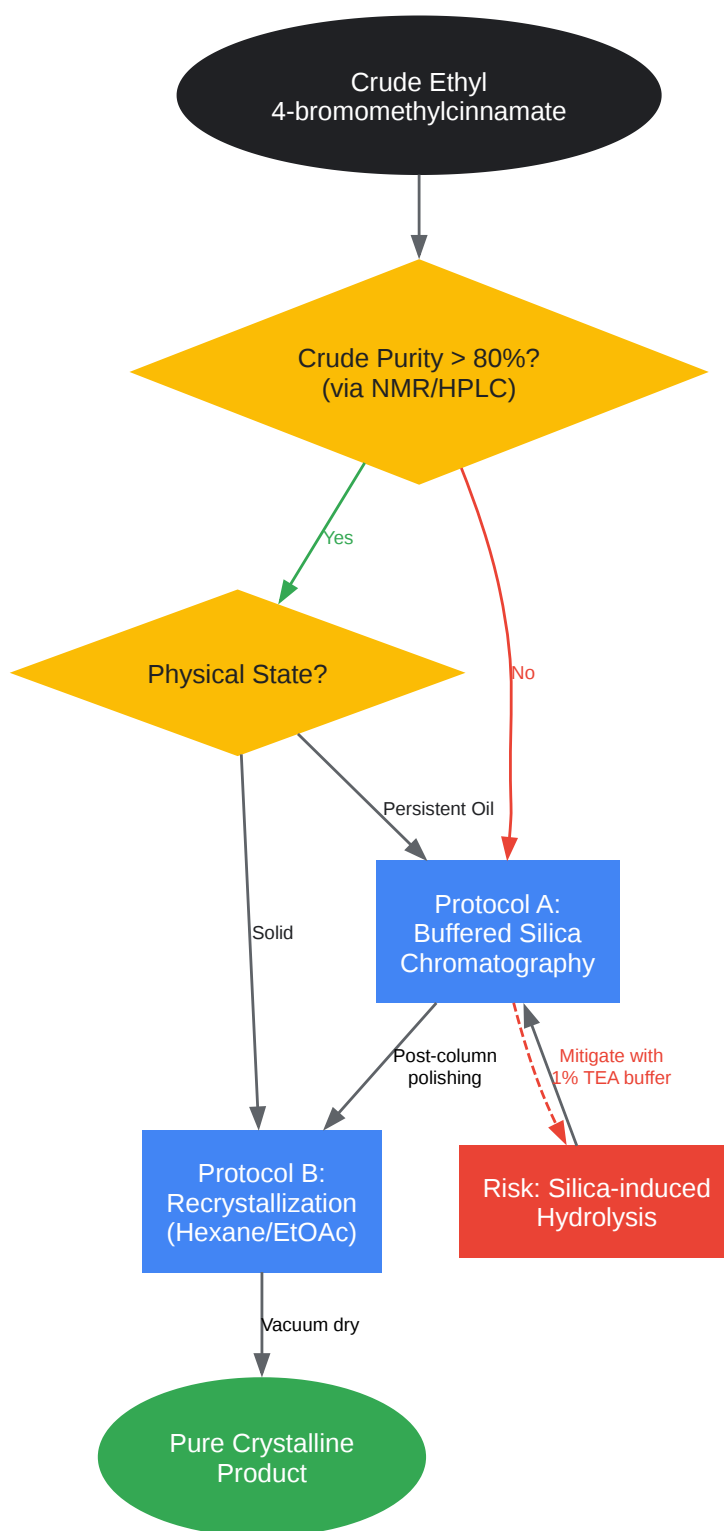 Crude Ethyl
4-bromomethylcinnamate
Crude Purity > 80%?
(via NMR/HPLC)
Yes
No
Physical State?
Persistent Oil
Solid
Protocol A:
Buffered Silica
Chromatography
Post-column
polishing
Mitigate with
1% TEA buffer
Protocol B:
Recrystallization
(Hexane/EtOAc)
Risk: Silica-induced
Hydrolysis
Vacuum dry
Pure Crystalline
Product